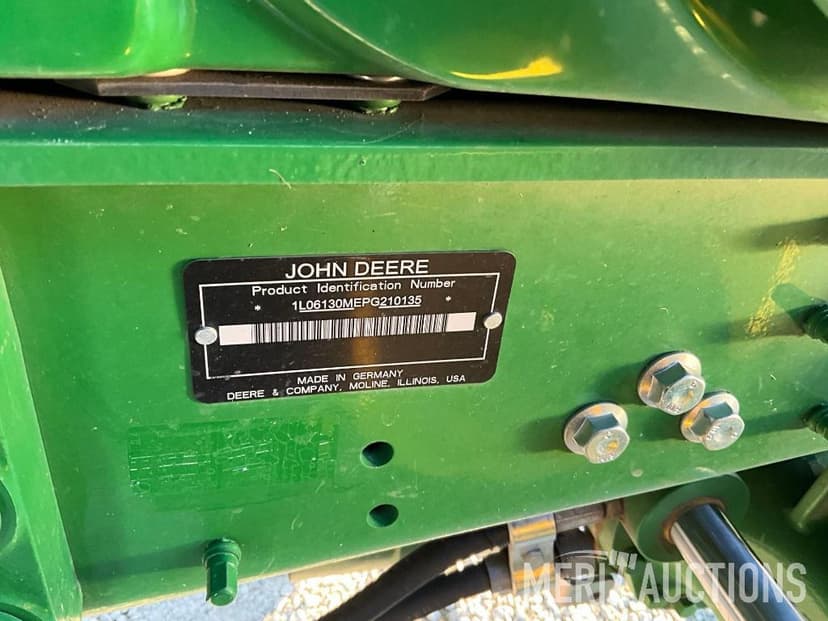 JOHN DEERE
Product Identification Number
* 1L06130MEPG210135 *
MADE IN GERMANY
DEERE & COMPANY, MOLINE, ILLINOIS, USA
MERIT AUCTIONS